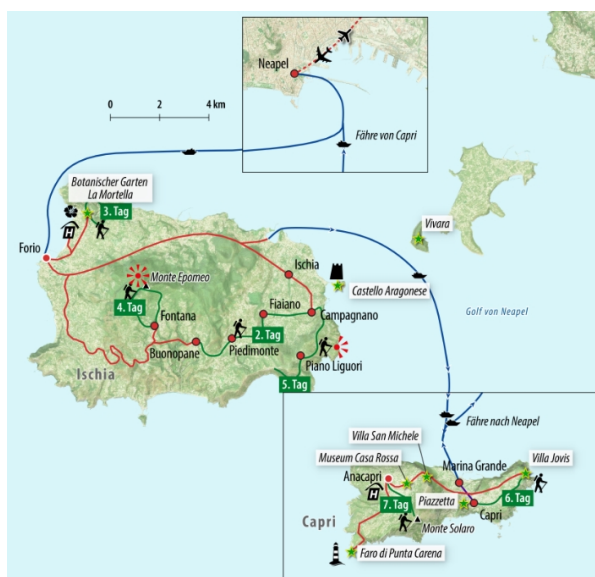 Neapel
0 2 4 km
Fähre von Capri
Botanischer Garten
La Mortella
3. Tag
H
Forio
Vivara
Monte Epomeo
Ischia
Castello Aragonese
Golf von Neapel
4. Tag
Fiaiano
Fontana
2. Tag
Campagnano
Buonopane
Piedimonte
Piano Liguori
Ischia
5. Tag
Fähre nach Neapel
Villa San Michele
Museum Casa Rossa
Marina Grande
Villa Jovis
Anacapri
H
Piazzetta
6. Tag
7. Tag
Capri
Capri
Monte Solaro
Faro di Punta Carena